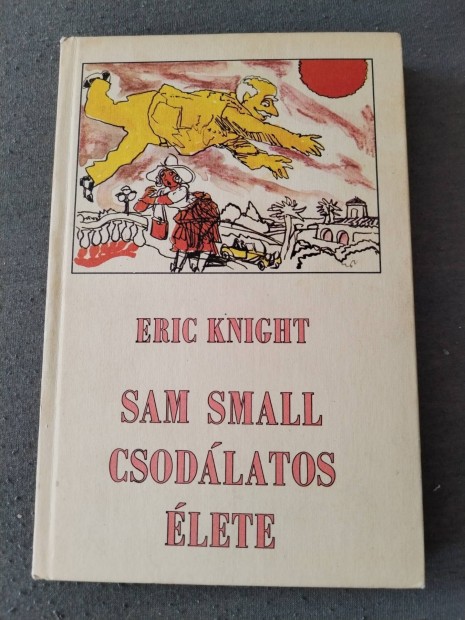 ERIC KNIGHT
SAM SMALL
CSODÁLATOS
ÉLETE